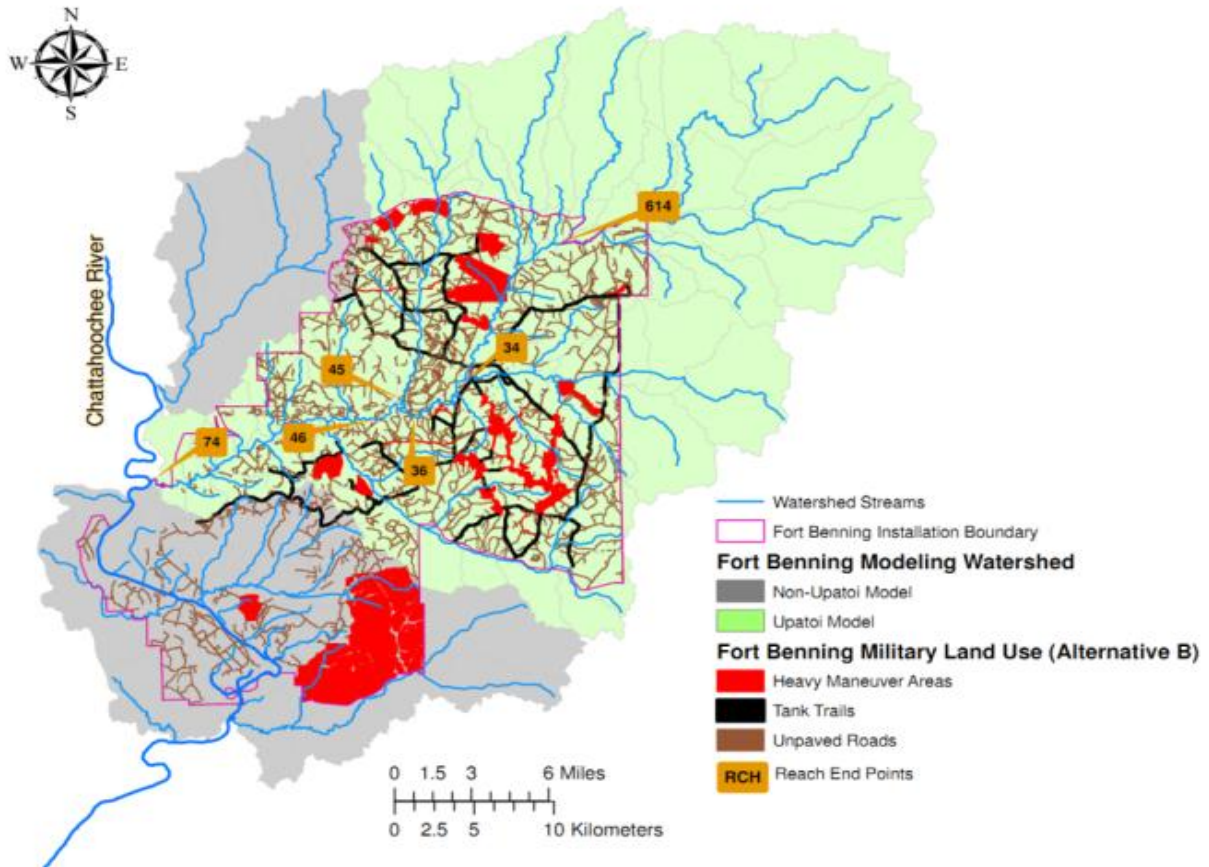 N
W E
S
614
Chattahoochee River
34
45
46
74
36
Watershed Streams
Fort Benning Installation Boundary
Fort Benning Modeling Watershed
Non-Upatoi Model
Upatoi Model
Fort Benning Military Land Use (Alternative B)
Heavy Maneuver Areas
Tank Trails
Unpaved Roads
RCH Reach End Points
0 1.5 3 6 Miles
0 2.5 5 10 Kilometers